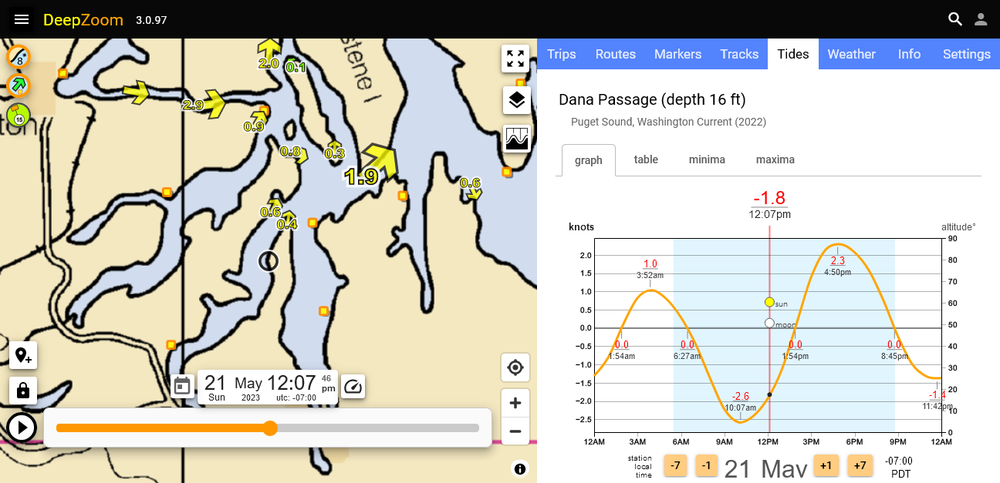 DeepZoom 3.0.97
8
15
2.0
0.1
stene I
2.9
0.9
0.8
0.3
1.9
0.6
0.6
0.4
ton
21 May 12:07 46 pm
Sun 2023 utc: -07:00
Trips Routes Markers Tracks Tides Weather Info Settings
Dana Passage (depth 16 ft)
Puget Sound, Washington Current (2022)
graph table minima maxima
-1.8
12:07pm
knots altitude°
90
2.0 80
1.5 70
1.0 60
0.5
0.0 50
-0.5 40
-1.0 30
-1.5 20
-2.0 10
-2.5
0
1.0
3:52am
2.3
4:50pm
sun
moon
0.0
1:54am
0.0
6:27am
0.0
1:54pm
0.0
8:45pm
-2.6
10:07am
-1.4
11:42pm
12AM 3AM 6AM 9AM 12PM 3PM 6PM 9PM 12AM
station
local
time
-7 -1 21 May +1 +7
-07:00
PDT